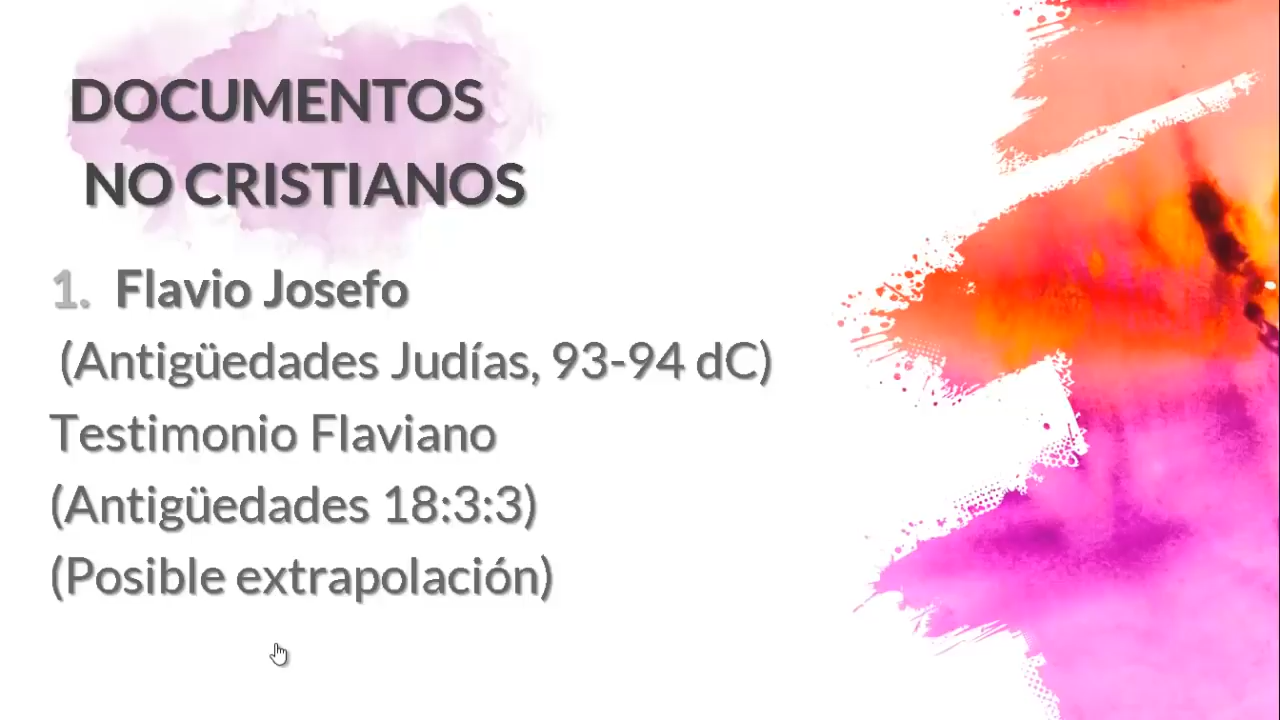 DOCUMENTOS
NO CRISTIANOS
1. Flavio Josefo
(Antigüedades Judías, 93-94 dC)
Testimonio Flaviano
(Antigüedades 18:3:3)
(Posible extrapolación)